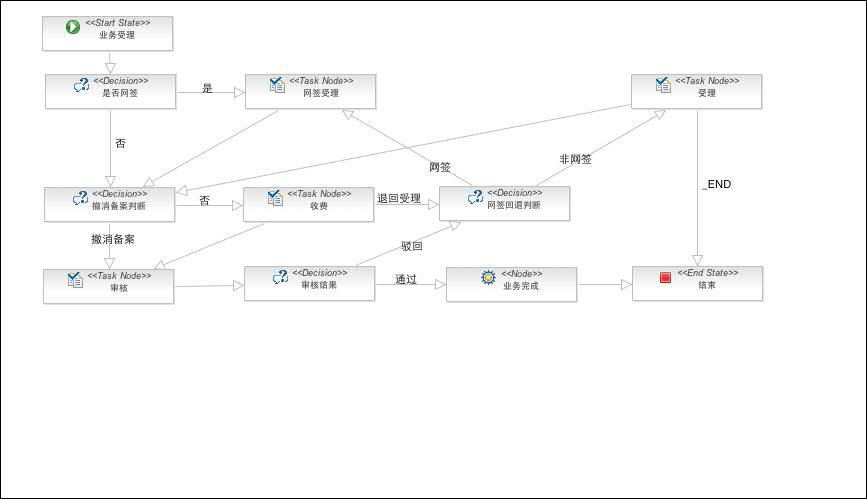 <<Start State>>
业务受理
<<Decision>>
是否网签
是
<<Task Node>>
网签受理
<<Task Node>>
受理
否
网签
非网签
_END
<<Decision>>
撤消备案判断
否
<<Task Node>>
收费
退回受理
<<Decision>>
网签回退判断
撤消备案
驳回
<<Task Node>>
审核
<<Decision>>
审核结果
通过
<<Node>>
业务完成
<<End State>>
结束